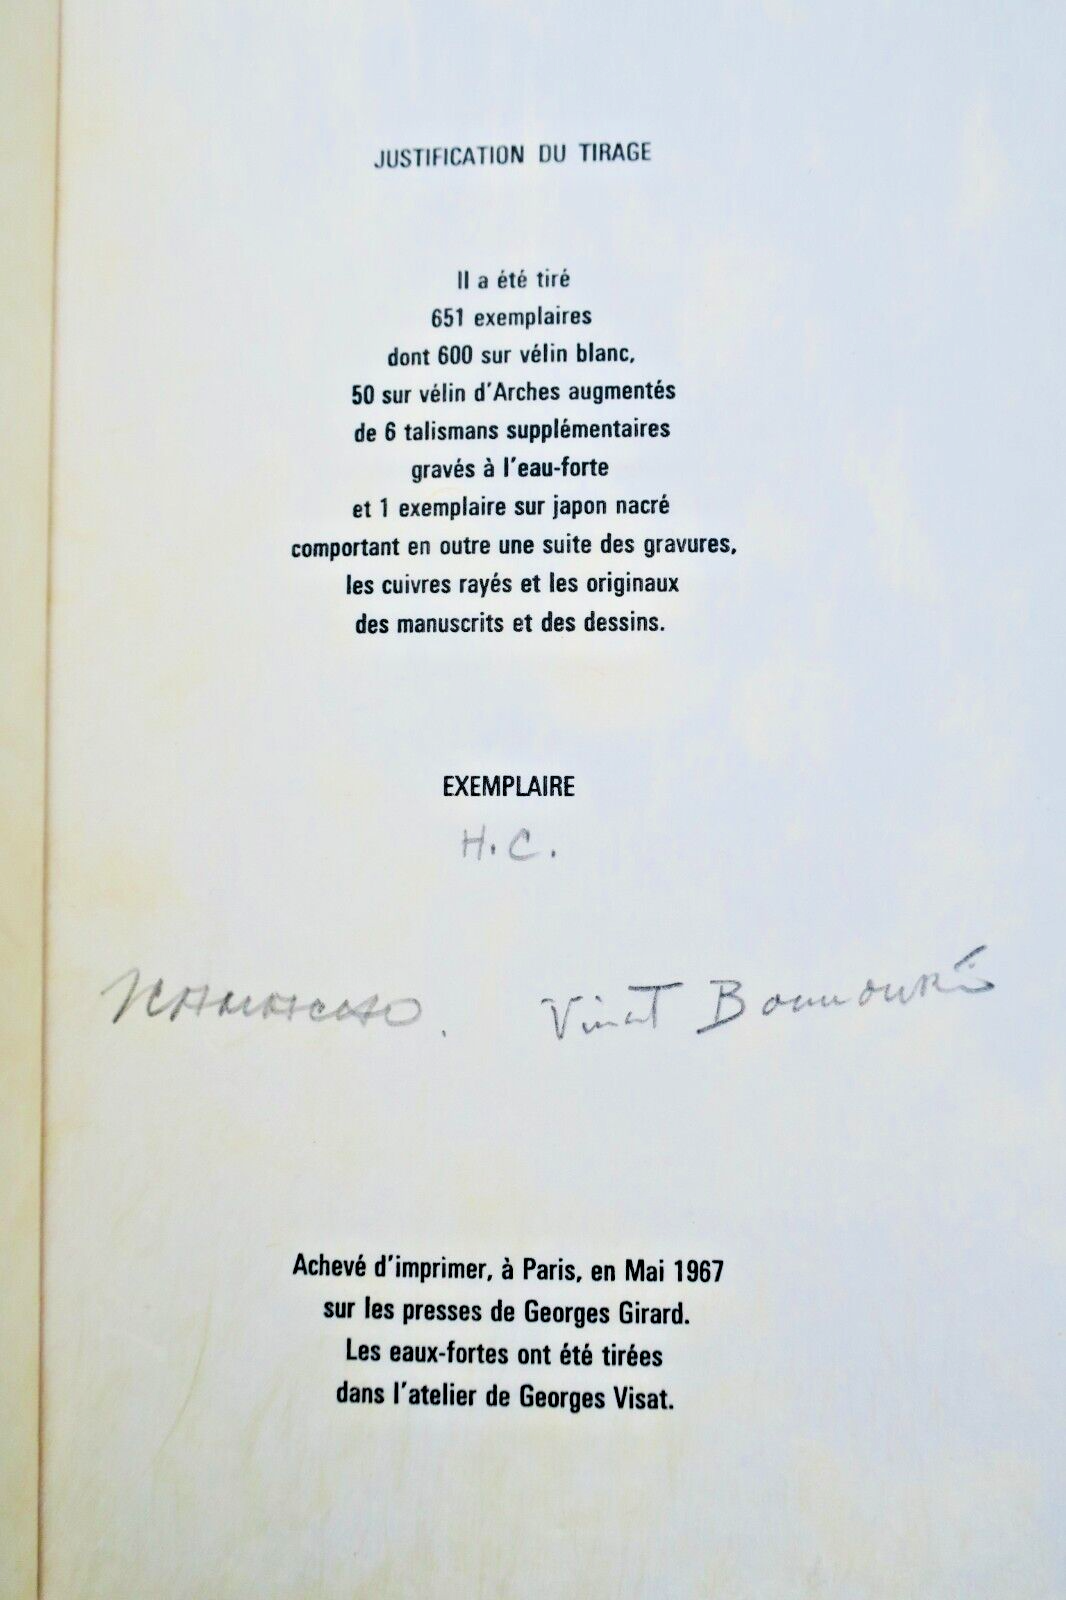 JUSTIFICATION DU TIRAGE
Il a été tiré
651 exemplaires
dont 600 sur vélin blanc,
50 sur vélin d'Arches augmentés
de 6 talismans supplémentaires
gravés à l'eau-forte
et 1 exemplaire sur japon nacré
comportant en outre une suite des gravures,
les cuivres rayés et les originaux
des manuscrits et des dessins.
EXEMPLAIRE
H.C.
Vincent Bounoure
Achevé d'imprimer, à Paris, en Mai 1967
sur les presses de Georges Girard.
Les eaux-fortes ont été tirées
dans l'atelier de Georges Visat.